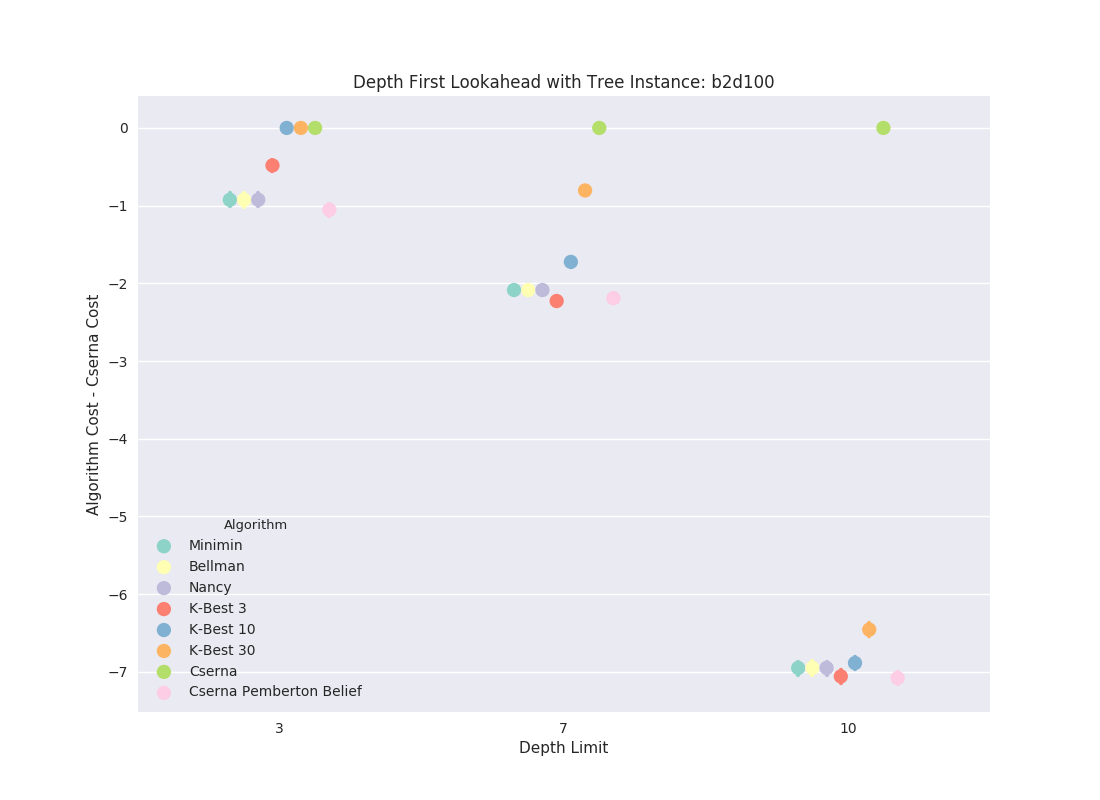 Depth First Lookahead with Tree Instance: b2d100
Algorithm Cost - Cserna Cost
0
−1
−2
−3
−4
−5
−6
−7
Algorithm
Minimin
Bellman
Nancy
K-Best 3
K-Best 10
K-Best 30
Cserna
Cserna Pemberton Belief
3 7 10
Depth Limit